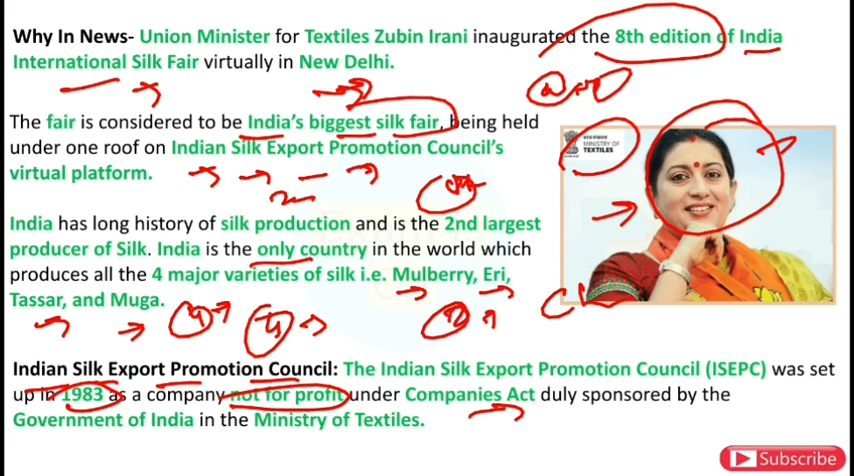 Why In News- Union Minister for Textiles Zubin Irani inaugurated the 8th edition of India
International Silk Fair virtually in New Delhi.
The fair is considered to be India's biggest silk fair, being held
under one roof on Indian Silk Export Promotion Council's
virtual platform.
MINISTRY OF
TEXTILES
India has long history of silk production and is the 2nd largest
producer of Silk. India is the only country in the world which
produces all the 4 major varieties of silk i.e. Mulberry, Eri,
Tassar, and Muga.
Indian Silk Export Promotion Council: The Indian Silk Export Promotion Council (ISEPC) was set
up in 1983 as a company not for profit under Companies Act duly sponsored by the
Government of India in the Ministry of Textiles.
Subscribe